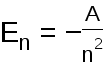 Eₙ = −A/n²